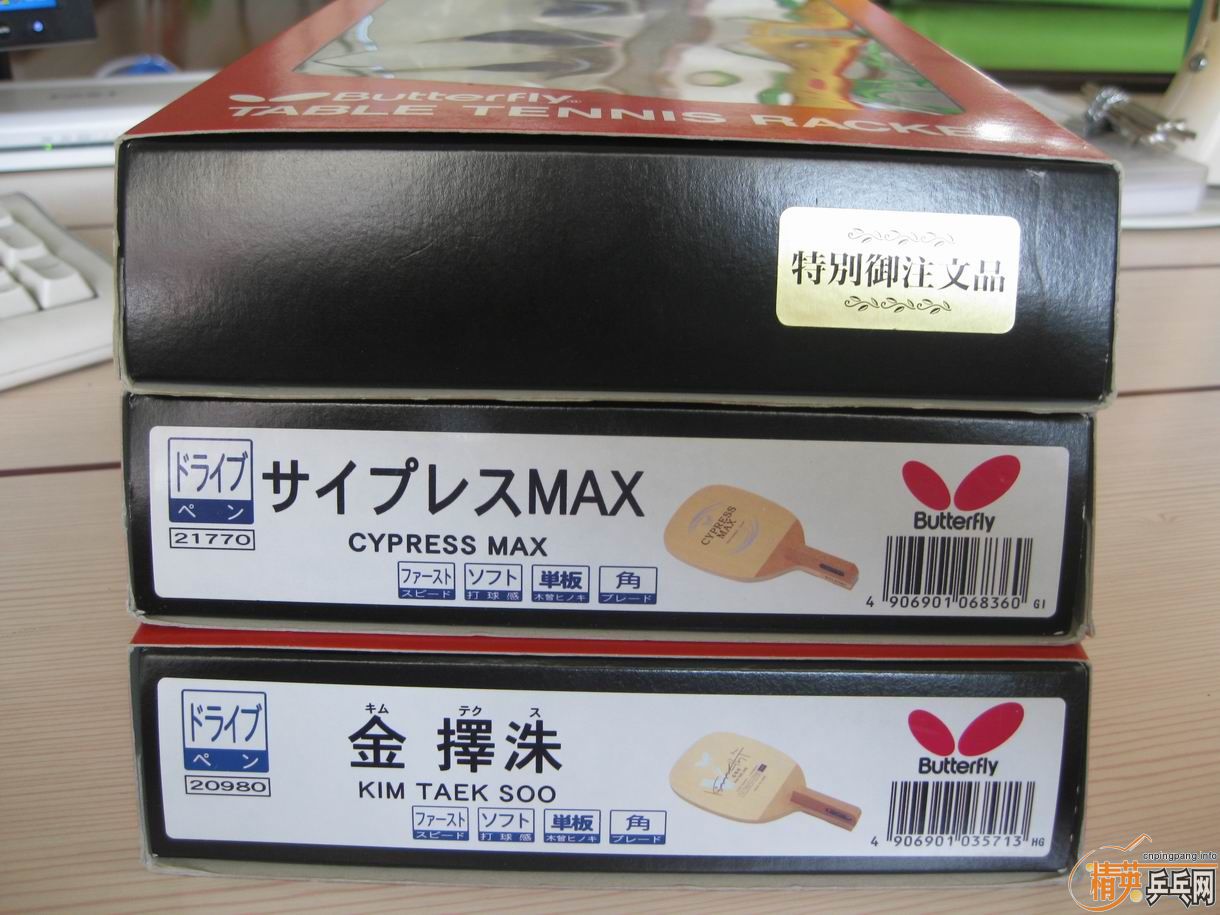 Butterfly®
TABLE TENNIS RACKE
特別御注文品
ドライブ
ペン
21770
サイプレスMAX
CYPRESS MAX
ファースト
スピード
ソフト
打球感
単板
木曽ヒノキ
角
ブレード
CYPRESS
MAX
Butterfly
4 906901 068360 GI
ドライブ
ペン
20980
キム テク ス
金擇洙
KIM TAEK SOO
ファースト
スピード
ソフト
打球感
単板
木曽ヒノキ
角
ブレード
Butterfly
4 906901 035713 HG
cnpingpang.info
精英乒乓网